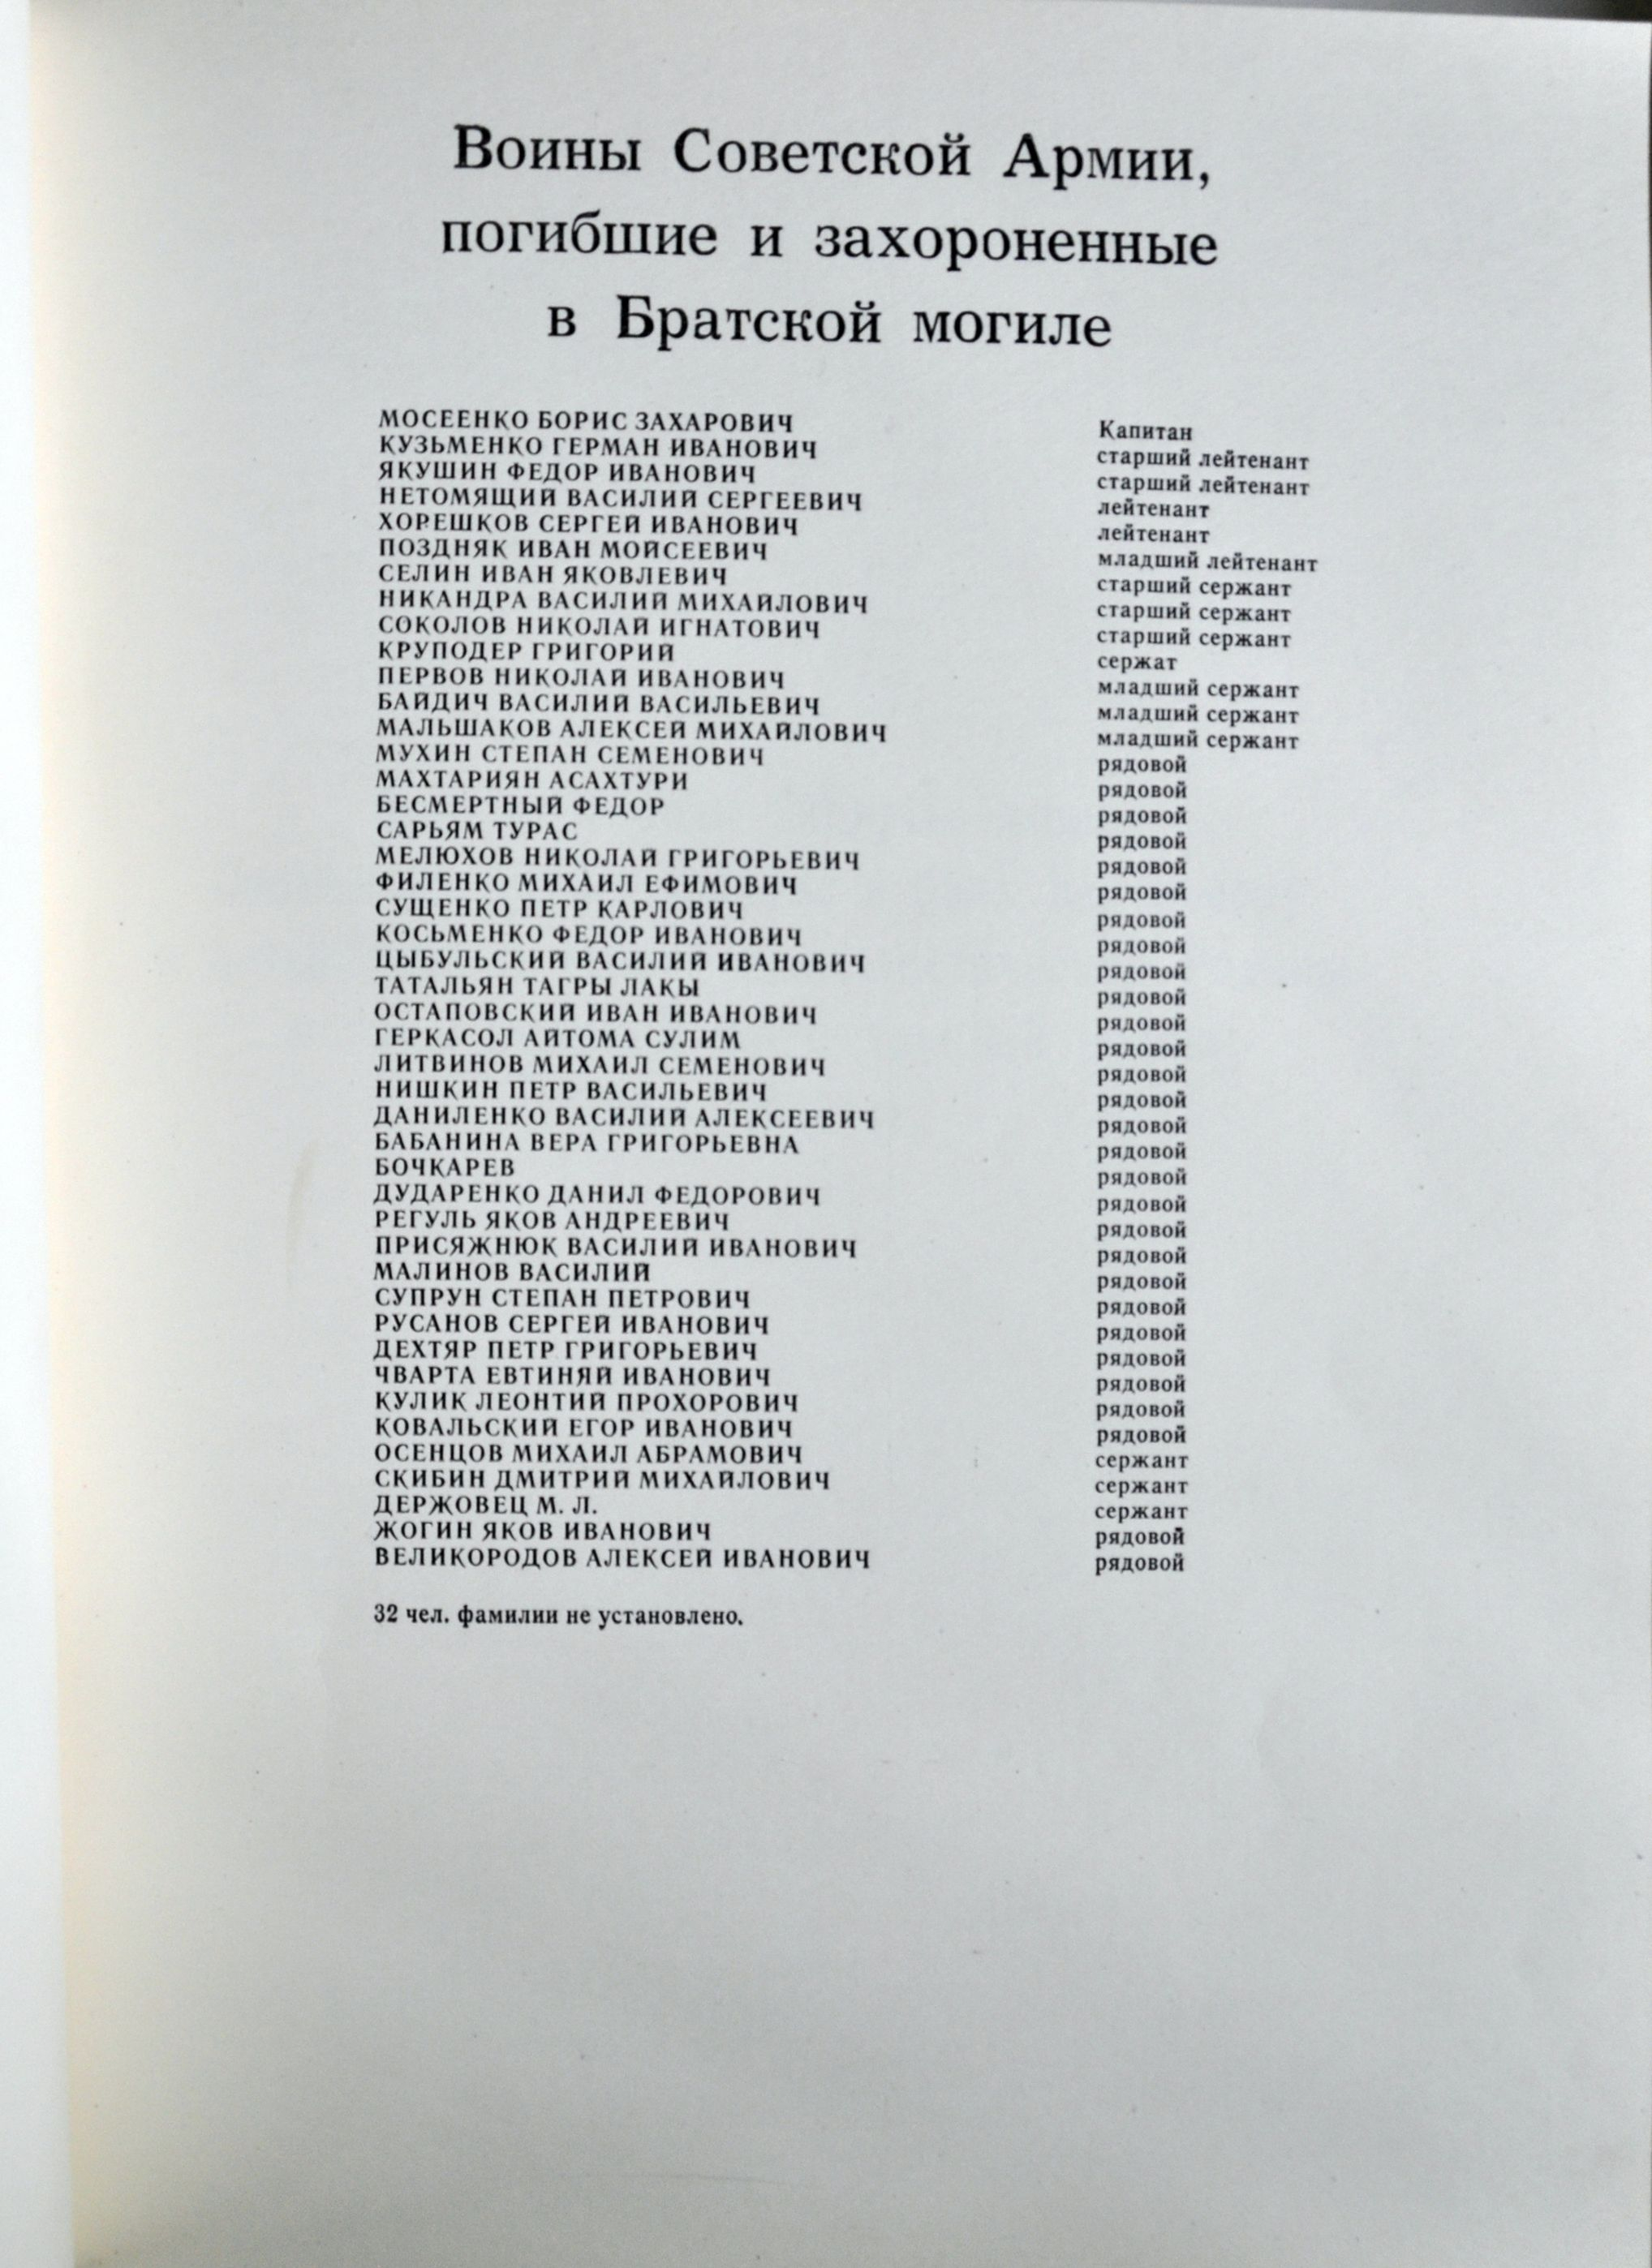 Воины Советской Армии,
погибшие и захороненные
в Братской могиле
МОСЕЕНКО БОРИС ЗАХАРОВИЧ Капитан
КУЗЬМЕНКО ГЕРМАН ИВАНОВИЧ старший лейтенант
ЯКУШИН ФЕДОР ИВАНОВИЧ старший лейтенант
НЕТОМЯЩИЙ ВАСИЛИЙ СЕРГЕЕВИЧ лейтенант
ХОРЕШКОВ СЕРГЕЙ ИВАНОВИЧ лейтенант
ПОЗДНЯК ИВАН МОЙСЕЕВИЧ младший лейтенант
СЕЛИН ИВАН ЯКОВЛЕВИЧ старший сержант
НИКАНДРА ВАСИЛИЙ МИХАЙЛОВИЧ старший сержант
СОКОЛОВ НИКОЛАЙ ИГНАТОВИЧ старший сержант
КРУПОДЕР ГРИГОРИЙ сержат
ПЕРВОВ НИКОЛАЙ ИВАНОВИЧ младший сержант
БАЙДИЧ ВАСИЛИЙ ВАСИЛЬЕВИЧ младший сержант
МАЛЬШАКОВ АЛЕКСЕЙ МИХАЙЛОВИЧ младший сержант
МУХИН СТЕПАН СЕМЕНОВИЧ рядовой
МАХТАРИЯН АСАХТУРИ рядовой
БЕСМЕРТНЫЙ ФЕДОР рядовой
САРЬЯМ ТУРАС рядовой
МЕЛЮХОВ НИКОЛАЙ ГРИГОРЬЕВИЧ рядовой
ФИЛЕНКО МИХАИЛ ЕФИМОВИЧ рядовой
СУЩЕНКО ПЕТР КАРЛОВИЧ рядовой
КОСЬМЕНКО ФЕДОР ИВАНОВИЧ рядовой
ЦЫБУЛЬСКИЙ ВАСИЛИЙ ИВАНОВИЧ рядовой
ТАТАЛЬЯН ТАГРЫ ЛАКЫ рядовой
ОСТАПОВСКИЙ ИВАН ИВАНОВИЧ рядовой
ГЕРКАСОЛ АЙТОМА СУЛИМ рядовой
ЛИТВИНОВ МИХАИЛ СЕМЕНОВИЧ рядовой
НИШКИН ПЕТР ВАСИЛЬЕВИЧ рядовой
ДАНИЛЕНКО ВАСИЛИЙ АЛЕКСЕЕВИЧ рядовой
БАБАНИНА ВЕРА ГРИГОРЬЕВНА рядовой
БОЧКАРЕВ рядовой
ДУДАРЕНКО ДАНИЛ ФЕДОРОВИЧ рядовой
РЕГУЛЬ ЯКОВ АНДРЕЕВИЧ рядовой
ПРИСЯЖНЮК ВАСИЛИЙ ИВАНОВИЧ рядовой
МАЛИНОВ ВАСИЛИЙ рядовой
СУПРУН СТЕПАН ПЕТРОВИЧ рядовой
РУСАНОВ СЕРГЕЙ ИВАНОВИЧ рядовой
ДЕХТЯР ПЕТР ГРИГОРЬЕВИЧ рядовой
ЧВАРТА ЕВТИНЯЙ ИВАНОВИЧ рядовой
КУЛИК ЛЕОНТИЙ ПРОХОРОВИЧ рядовой
КОВАЛЬСКИЙ ЕГОР ИВАНОВИЧ рядовой
ОСЕНЦОВ МИХАИЛ АБРАМОВИЧ сержант
СКИБИН ДМИТРИЙ МИХАЙЛОВИЧ сержант
ДЕРЖОВЕЦ М. Л. сержант
ЖОГИН ЯКОВ ИВАНОВИЧ рядовой
ВЕЛИКОРОДОВ АЛЕКСЕЙ ИВАНОВИЧ рядовой
32 чел. фамилии не установлено.